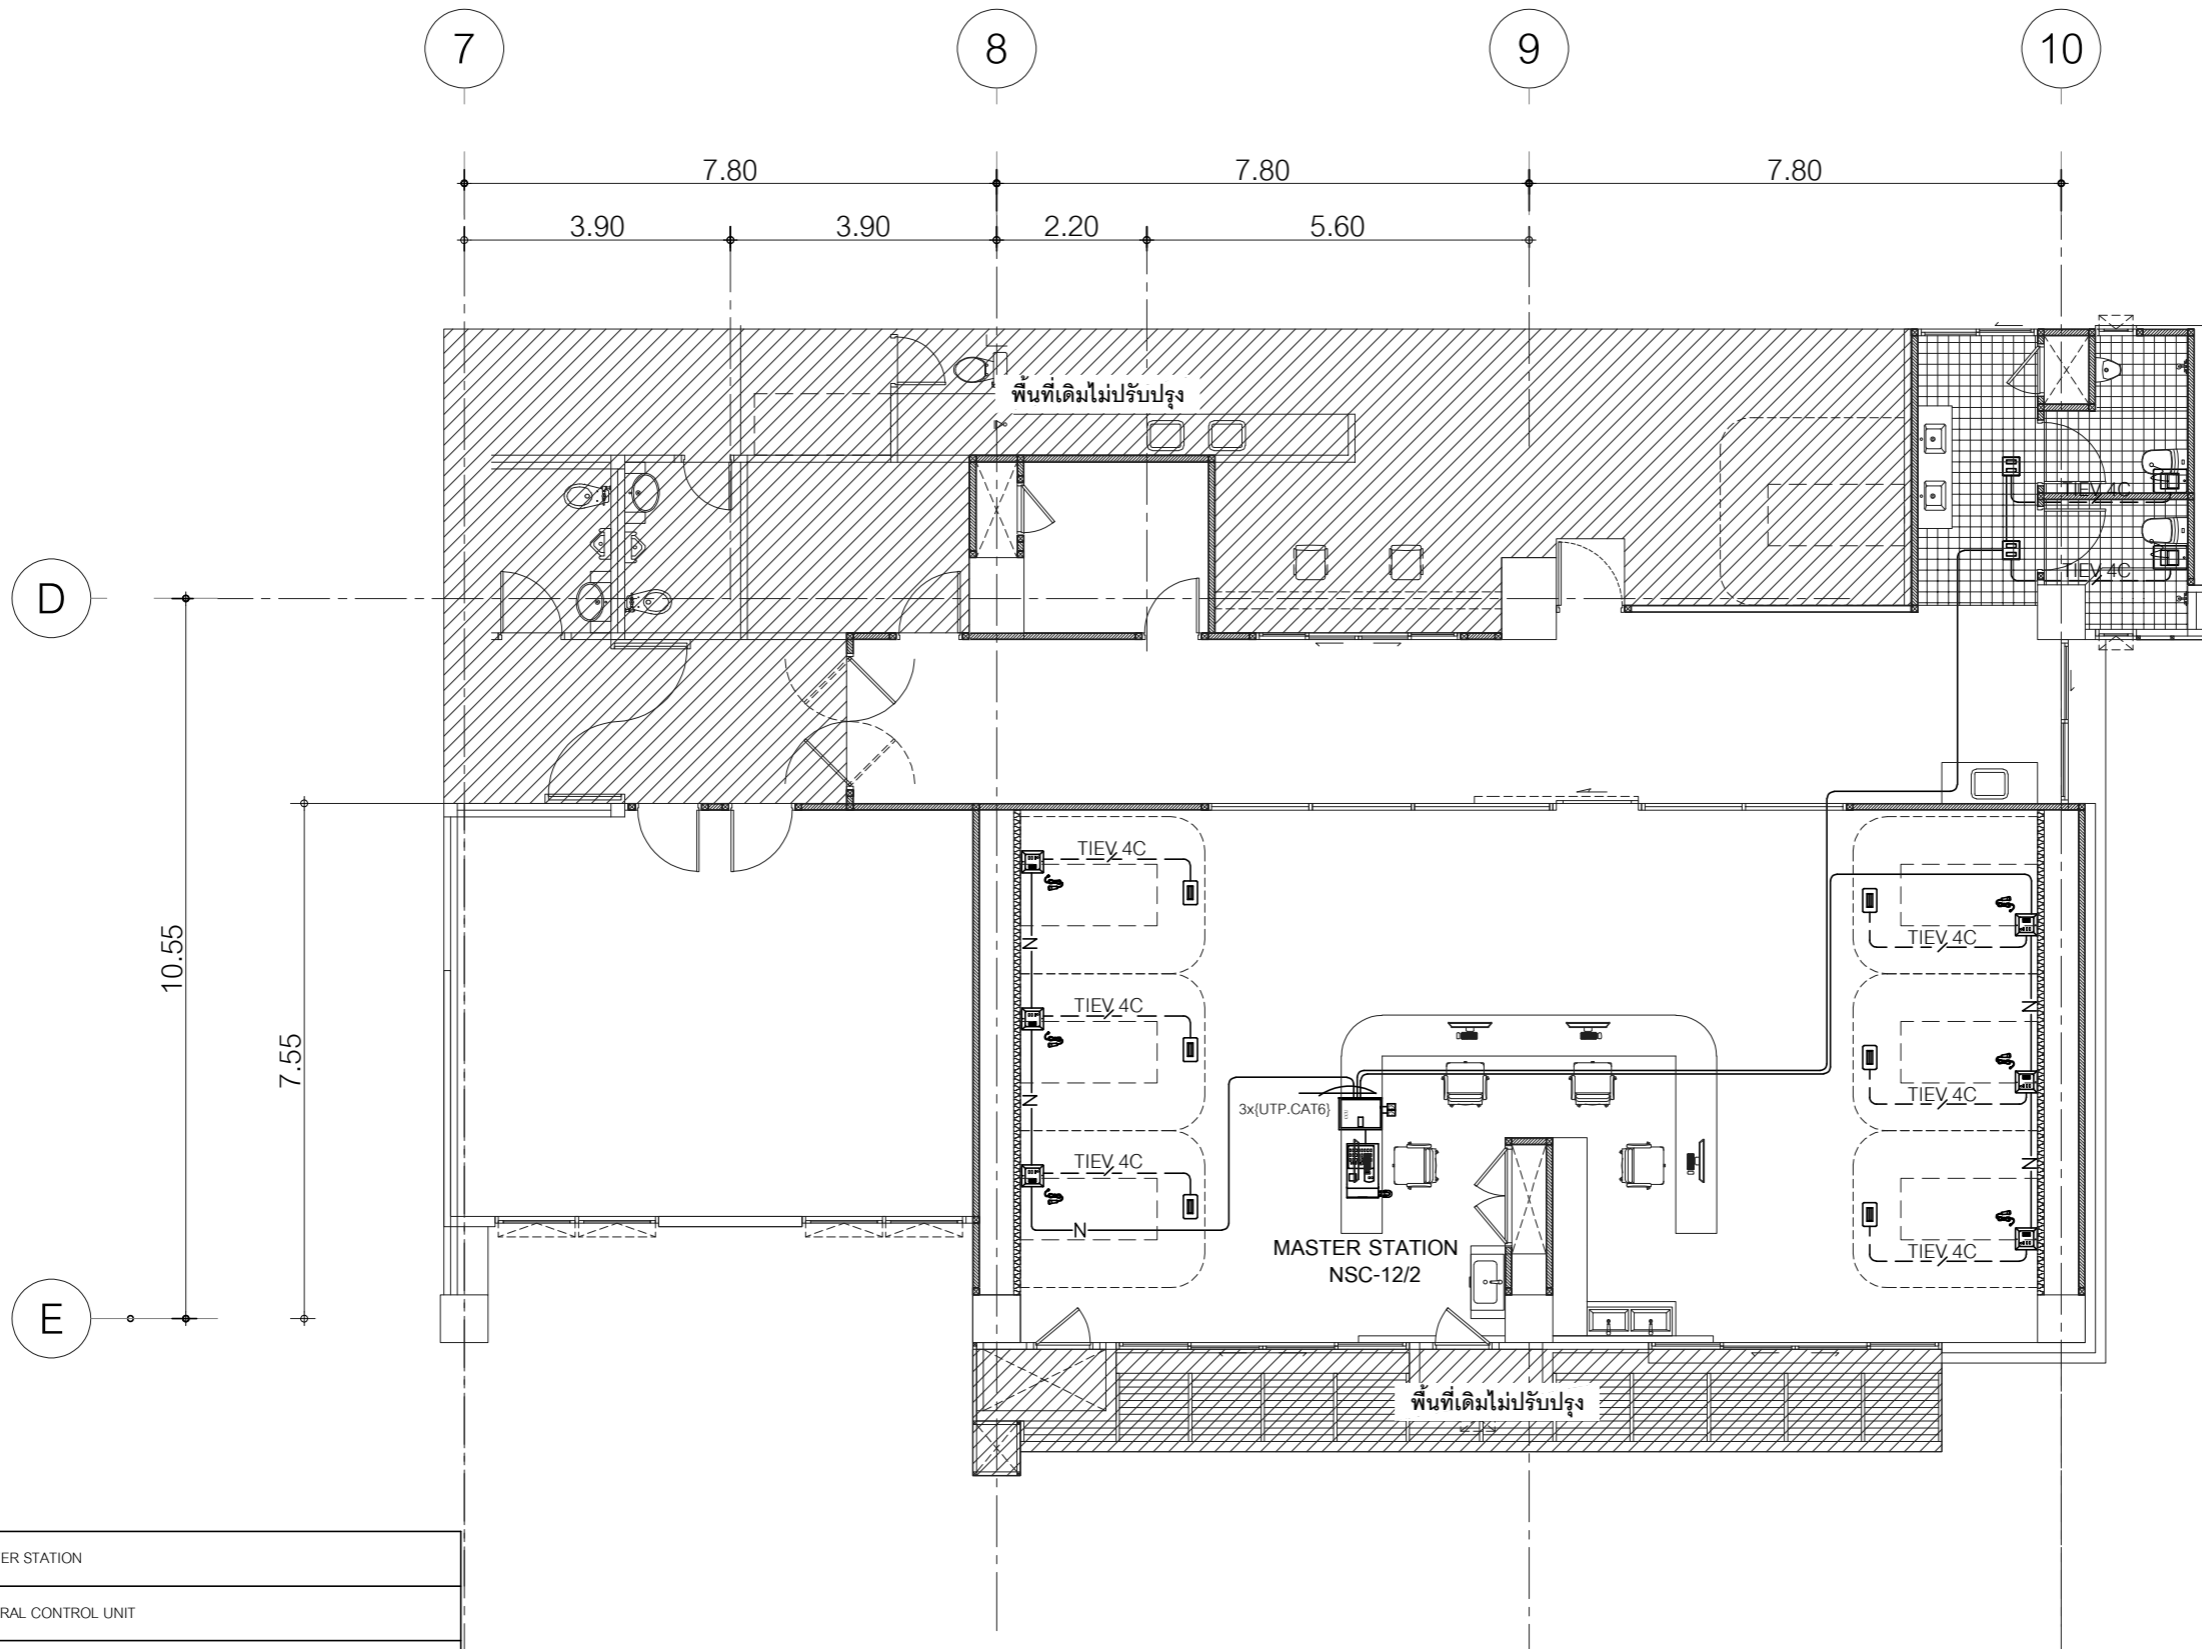 7
8
9
10
7.80
7.80
7.80
3.90
3.90
2.20
5.60
พื้นที่เดิมไม่ปรับปรุง
TIEV 4C
D
TIEV 4C
TIEV 4C
TIEV 4C
N
10.55
TIEV 4C
N
TIEV 4C
7.55
N
TIEV 4C
3x{UTP.CAT6}
TIEV 4C
N
N
TIEV 4C
MASTER STATION
NSC-12/2
E
พื้นที่เดิมไม่ปรับปรุง
ER STATION
RAL CONTROL UNIT